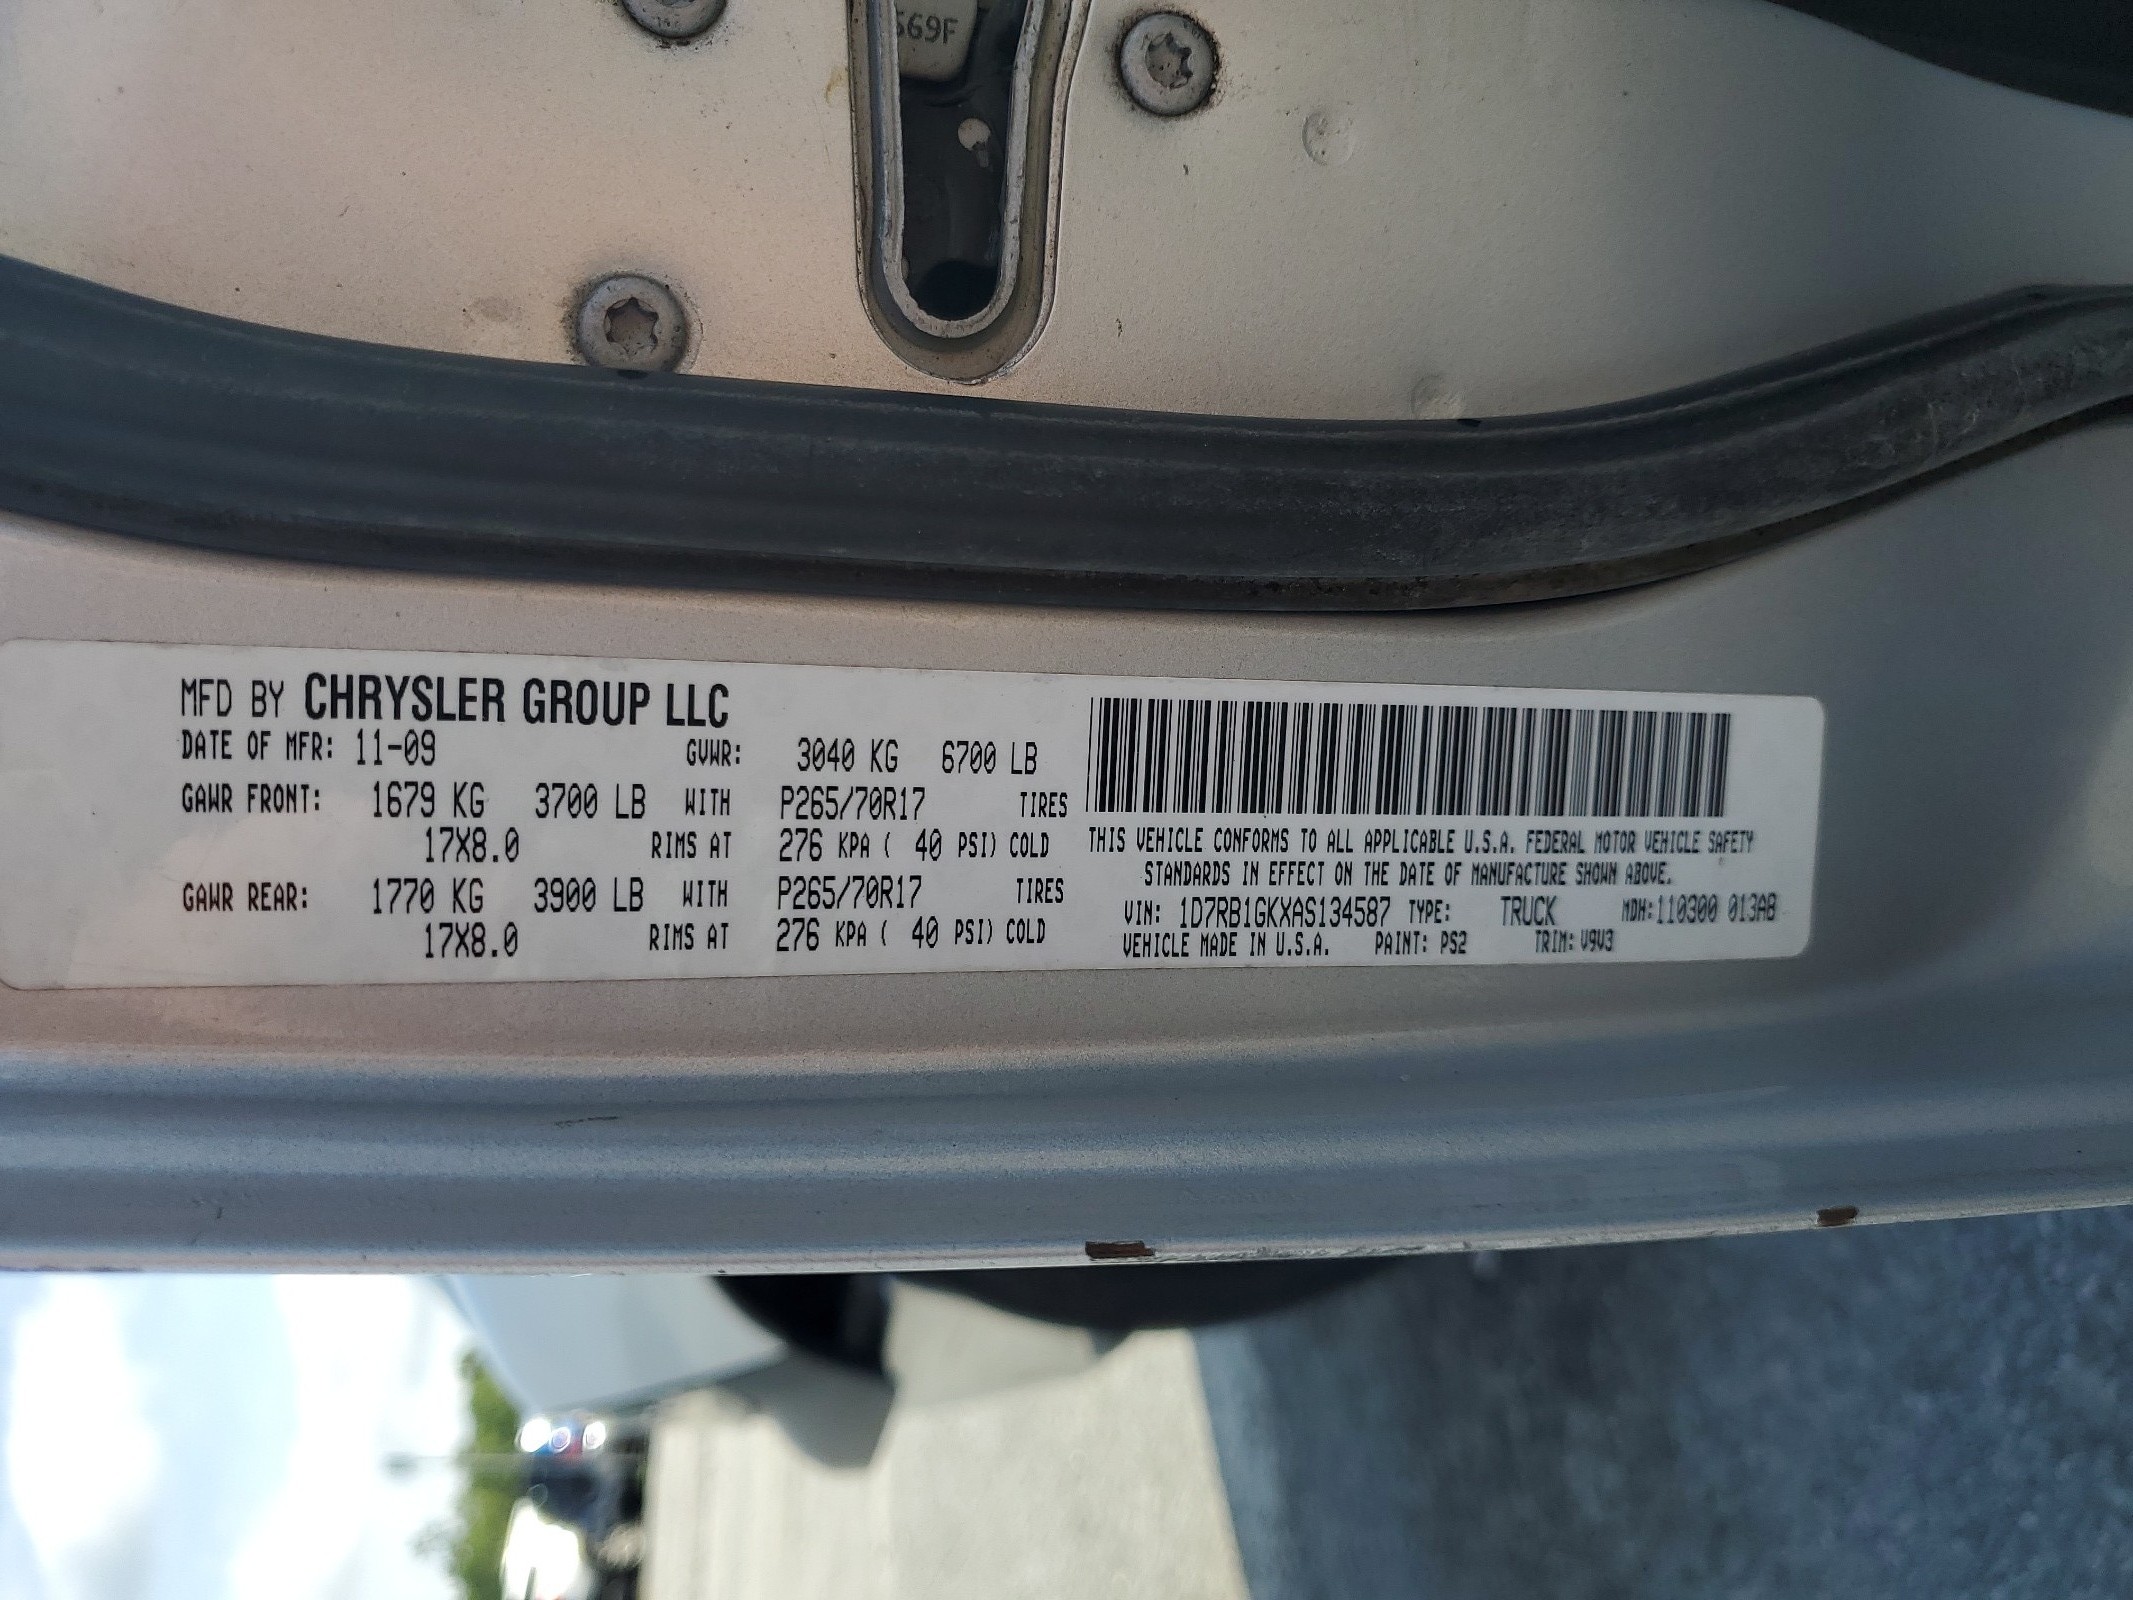 569F
MFD BY CHRYSLER GROUP LLC
DATE OF MFR: 11-09 GVWR: 3040 KG 6700 LB
GAWR FRONT: 1679 KG 3700 LB WITH P265/70R17 TIRES
17X8.0 RIMS AT 276 KPA ( 40 PSI) COLD
GAWR REAR: 1770 KG 3900 LB WITH P265/70R17 TIRES
17X8.0 RIMS AT 276 KPA ( 40 PSI) COLD
THIS VEHICLE CONFORMS TO ALL APPLICABLE U.S.A. FEDERAL MOTOR VEHICLE SAFETY
STANDARDS IN EFFECT ON THE DATE OF MANUFACTURE SHOWN ABOVE.
VIN: 1D7RB1GKXAS134587 TYPE: TRUCK MDH:110300 013AB
VEHICLE MADE IN U.S.A. PAINT: PS2 TRIM: V9V3